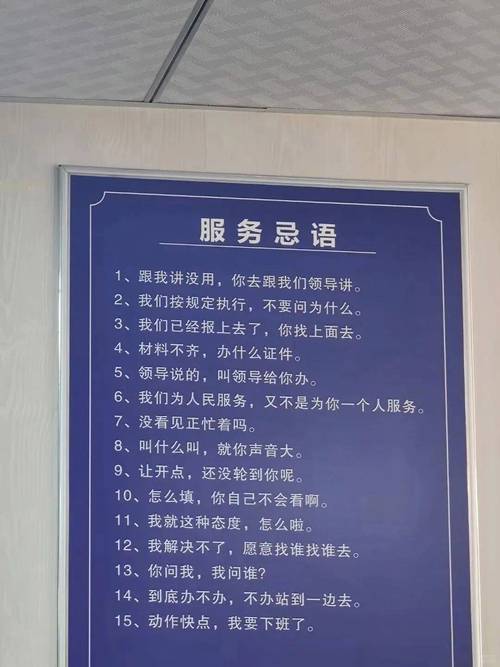 服务忌语
1、跟我讲没用，你去跟我们领导讲。
2、我们按规定执行，不要问为什么。
3、我们已经报上去了，你找上面去。
4、材料不齐，办什么证件。
5、领导说的，叫领导给你办。
6、我们为人民服务，又不是为你一个人服务。
7、没看见正忙着吗。
8、叫什么叫，就你声音大。
9、让开点，还没轮到你呢。
10、怎么填，你自己不会看啊。
11、我就这种态度，怎么啦。
12、我解决不了，愿意找谁找谁去。
13、你问我，我问谁?
14、到底办不办，不办站到一边去。
15、动作快点，我要下班了。